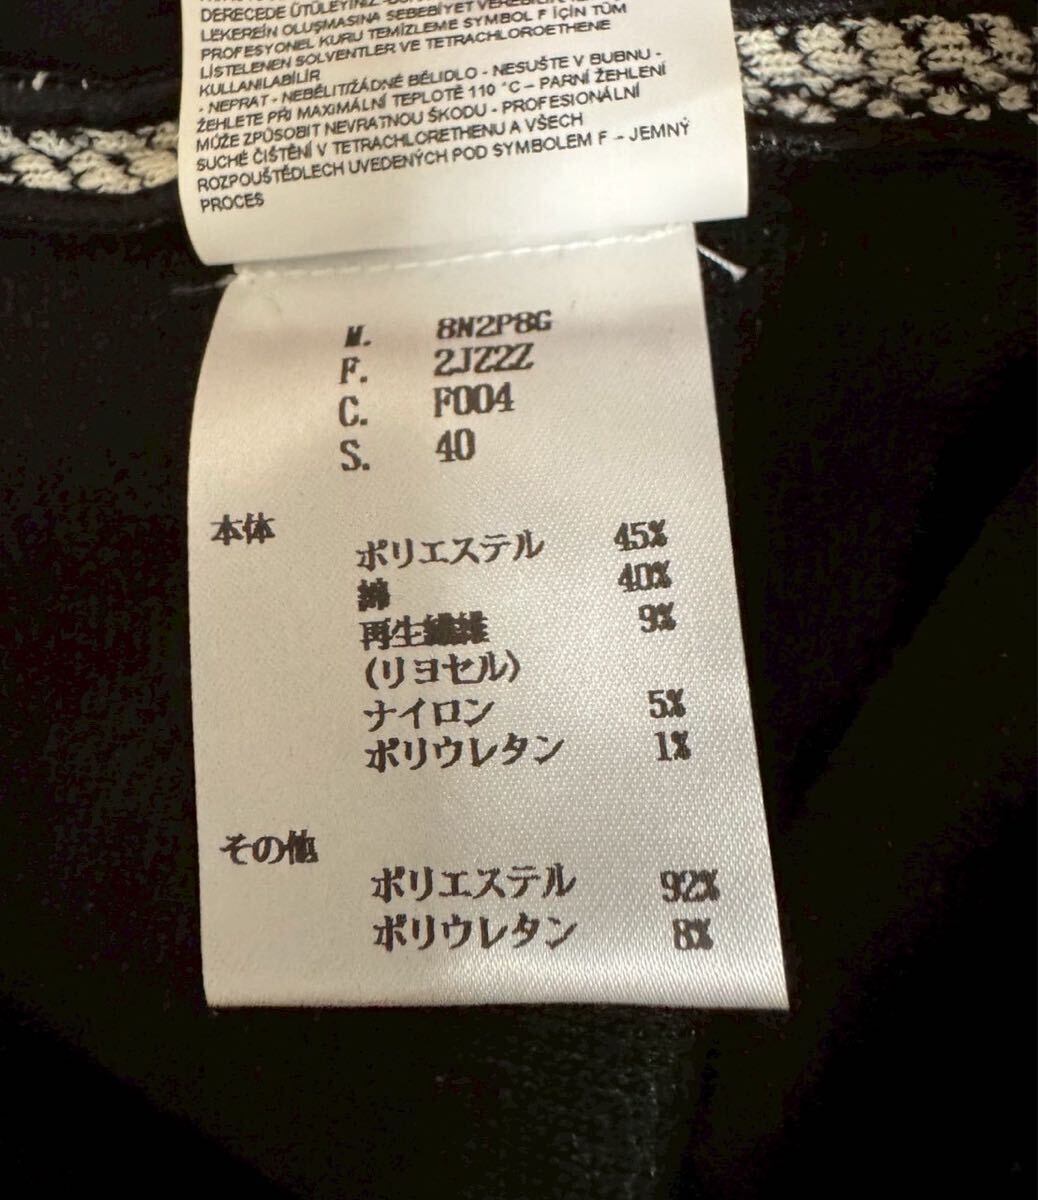 DERECEDE ÜTÜLEYİNİZ
LEKEREİN OLUŞMASINA SEBEBİYET
PROFESYONEL KURU TEMİZLEME SYMBOL F İÇİN TÜM
LİSTELENEN SOLVENTLER VE TETRACHLOROETHENE
KULLANILABİLİR
- NEPRAT - NEBĚLIT/ŽÁDNÉ BĚLIDLO - NESUŠTE V BUBNU -
ŽEHLETE PŘI MAXIMÁLNÍ TEPLOTĚ 110 °C – PARNÍ ŽEHLENÍ
MŮŽE ZPŮSOBIT NEVRATNOU ŠKODU - PROFESIONÁLNÍ
SUCHÉ ČIŠTĚNÍ V TETRACHLORETHENU A VŠECH
ROZPOUŠTĚDLECH UVEDENÝCH POD SYMBOLEM F – JEMNÝ
PROCES
M. 8N2P8G
F. 2JZ2Z
C. F004
S. 40
本体
ポリエステル 45%
綿 40%
再生繊維 9%
(リヨセル)
ナイロン 5%
ポリウレタン 1%
その他
ポリエステル 92%
ポリウレタン 8%